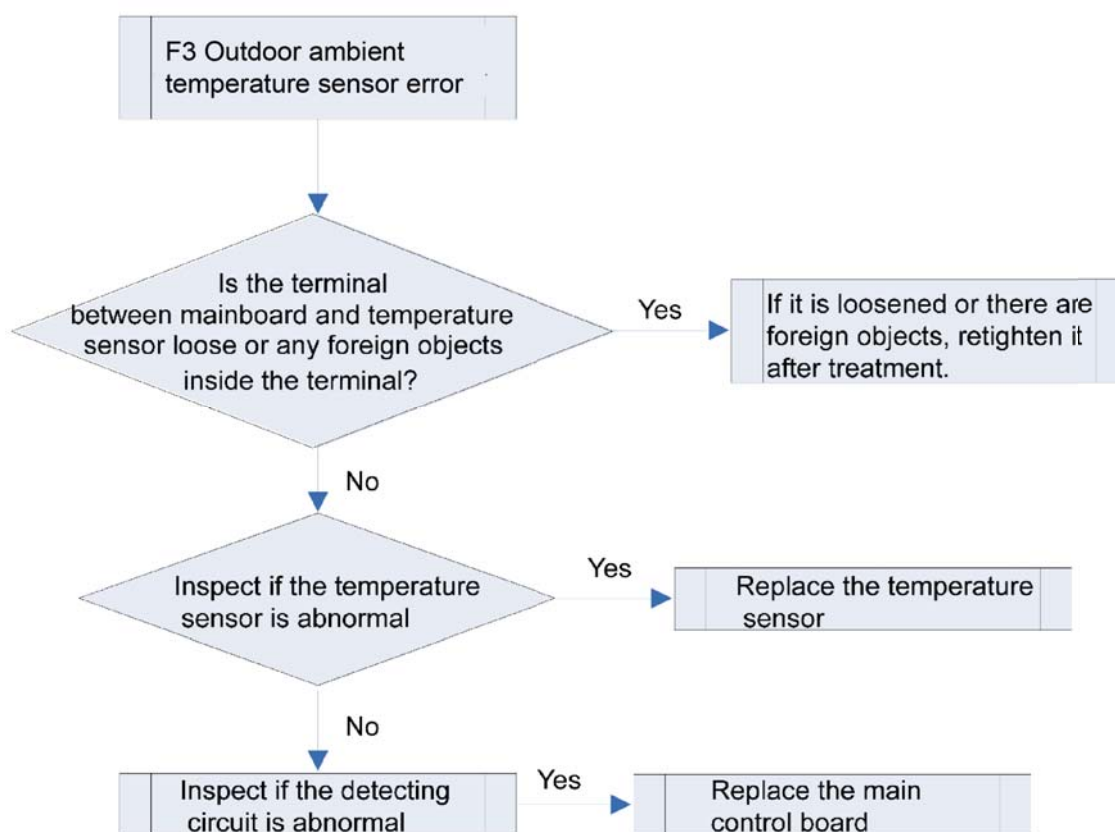 F3 Outdoor ambient
temperature sensor error
Is the terminal
between mainboard and temperature
sensor loose or any foreign objects
inside the terminal?
Yes
If it is loosened or there are
foreign objects, retighten it
after treatment.
No
Inspect if the temperature
sensor is abnormal
Yes
Replace the temperature
sensor
No
Inspect if the detecting
circuit is abnormal
Yes
Replace the main
control board